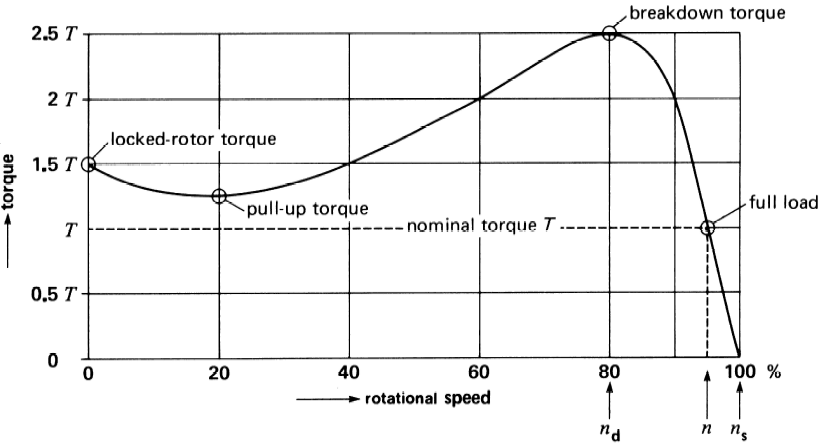 breakdown torque
2.5 T
2 T
locked-rotor torque
1.5 T
pull-up torque
full load
nominal torque T
T
0.5 T
0
torque
0 20 40 60 80 100 %
rotational speed
n_d n n_s